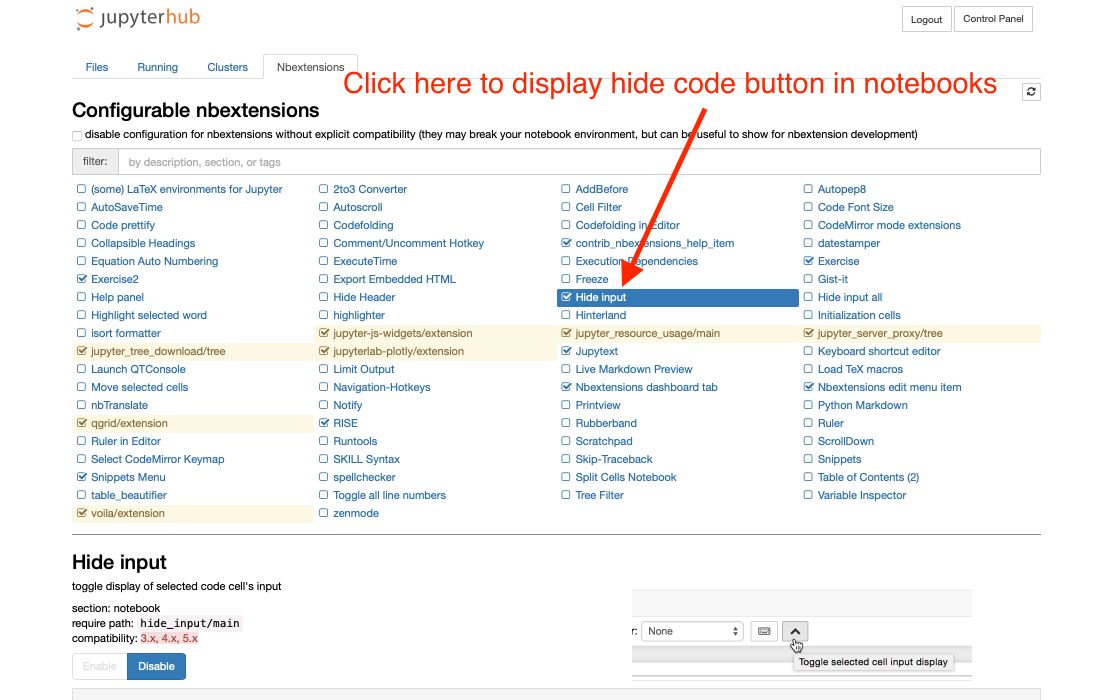 jupyterhub
Logout
Control Panel
Files
Running
Clusters
Nbextensions
Click here to display hide code button in notebooks
Configurable nbextensions
disable configuration for nbextensions without explicit compatibility (they may break your notebook environment, but can be useful to show for nbextension development)
filter: by description, section, or tags
(some) LaTeX environments for Jupyter 2to3 Converter AddBefore Autopep8
AutoSaveTime Autoscroll Cell Filter Code Font Size
Code prettify Codefolding Codefolding in Editor CodeMirror mode extensions
Collapsible Headings Comment/Uncomment Hotkey contrib_nbextensions_help_item datestamper
Equation Auto Numbering ExecuteTime Execution Dependencies Exercise
Exercise2 Export Embedded HTML Freeze Gist-it
Help panel Hide Header Hide input Hide input all
Highlight selected word highlighter Hinterland Initialization cells
isort formatter jupyter-js-widgets/extension jupyter_resource_usage/main jupyter_server_proxy/tree
jupyter_tree_download/tree jupyterlab-plotly/extension Jupytext Keyboard shortcut editor
Launch QTConsole Limit Output Live Markdown Preview Load TeX macros
Move selected cells Navigation-Hotkeys Nbextensions dashboard tab Nbextensions edit menu item
nbTranslate Notify Printview Python Markdown
qgrid/extension RISE Rubberband Ruler
Ruler in Editor Runtools Scratchpad ScrollDown
Select CodeMirror Keymap SKILL Syntax Skip-Traceback Snippets
Snippets Menu spellchecker Split Cells Notebook Table of Contents (2)
table_beautifier Toggle all line numbers Tree Filter Variable Inspector
voila/extension zenmode
Hide input
toggle display of selected code cell's input
section: notebook
require path: hide_input/main
compatibility: 3.x, 4.x, 5.x
Enable Disable
r: None
Toggle selected cell input display